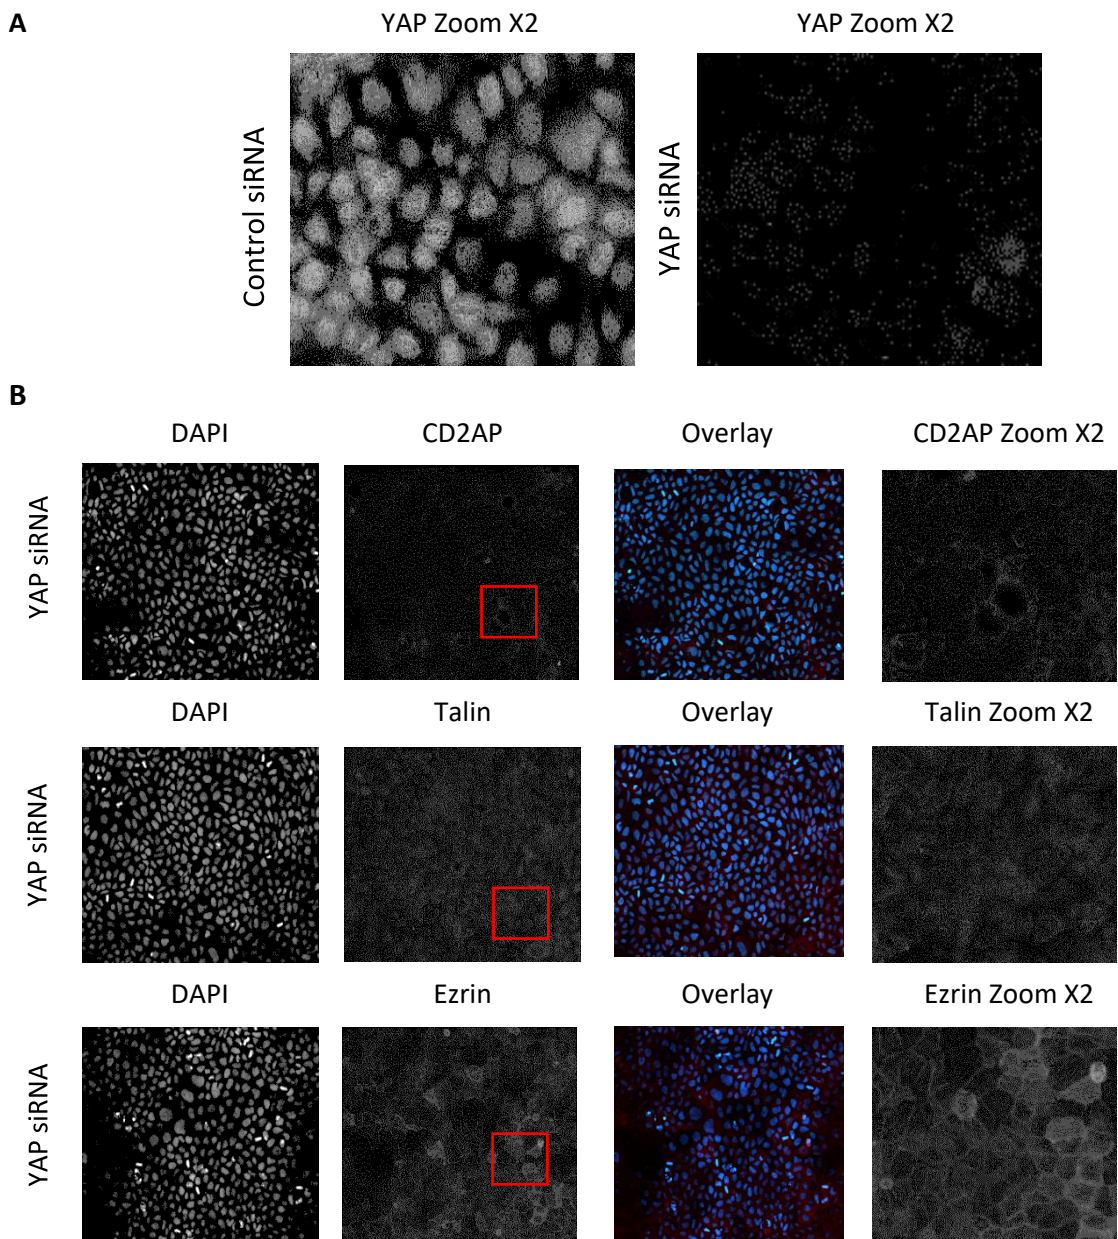 A
YAP Zoom X2
YAP Zoom X2
Control siRNA
YAP siRNA
B
DAPI
CD2AP
Overlay
CD2AP Zoom X2
YAP siRNA
DAPI
Talin
Overlay
Talin Zoom X2
YAP siRNA
DAPI
Ezrin
Overlay
Ezrin Zoom X2
YAP siRNA